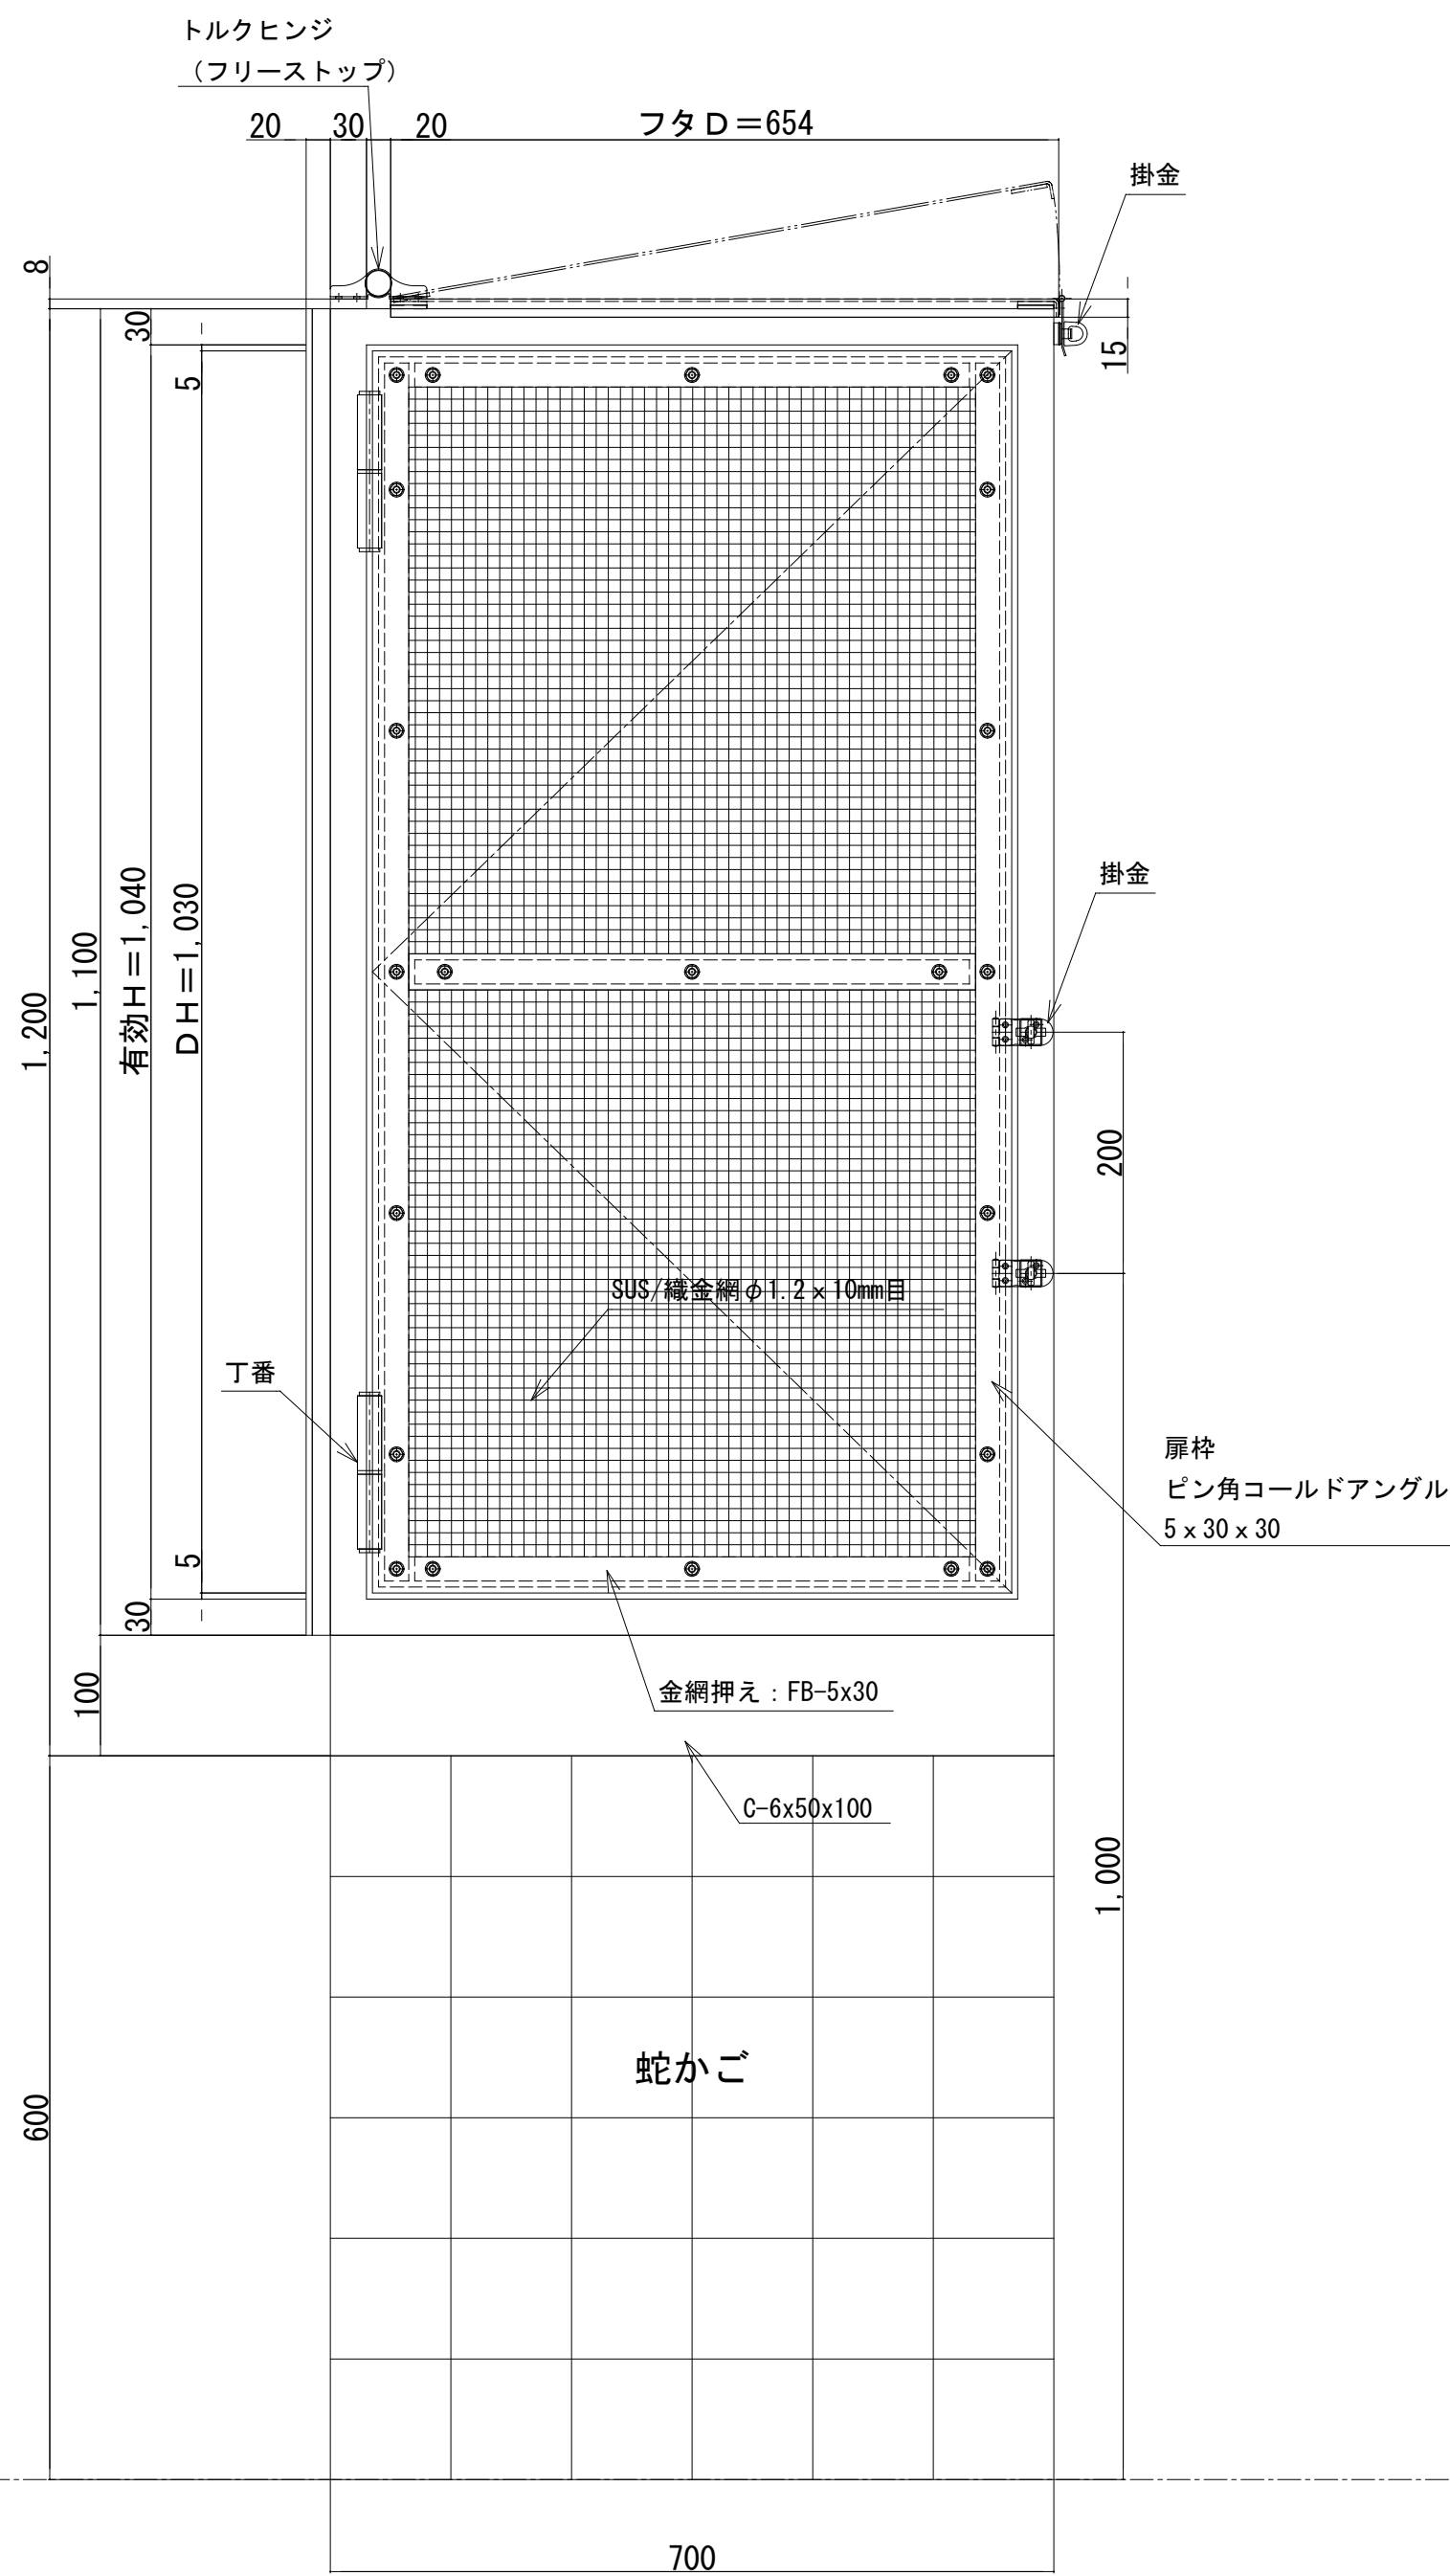 トルクヒンジ
（フリーストップ）
20
30
20
フタＤ＝654
掛金
8
30
5
15
掛金
1,200
1,100
有効Ｈ＝1,040
ＤＨ＝1,030
200
SUS/織金網φ1.2×10mm目
丁番
扉枠
ピン角コールドアングル
5×30×30
5
30
100
金網押え：FB-5x30
C-6x50x100
1,000
蛇かご
600
700